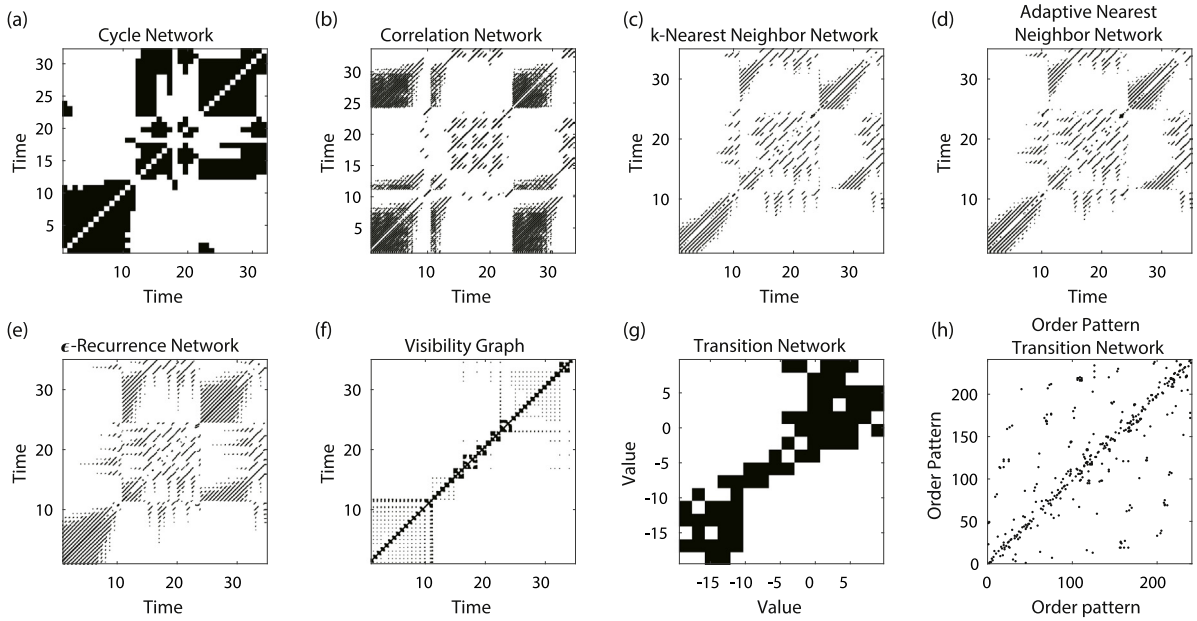 (a)
Cycle Network
Time
30
25
20
15
10
5
10
20
30
Time
(b)
Correlation Network
Time
30
25
20
15
10
5
10
20
30
Time
(c)
k-Nearest Neighbor Network
Time
30
20
10
10
20
30
Time
(d)
Adaptive Nearest
Neighbor Network
Time
30
20
10
10
20
30
Time
(e)
ϵ-Recurrence Network
Time
30
20
10
10
20
30
Time
(f)
Visibility Graph
Time
30
20
10
10
20
30
Time
(g)
Transition Network
Value
5
0
-5
-10
-15
-15
-10
-5
0
5
Value
(h)
Order Pattern
Transition Network
Order Pattern
200
150
100
50
0
0
100
200
Order pattern